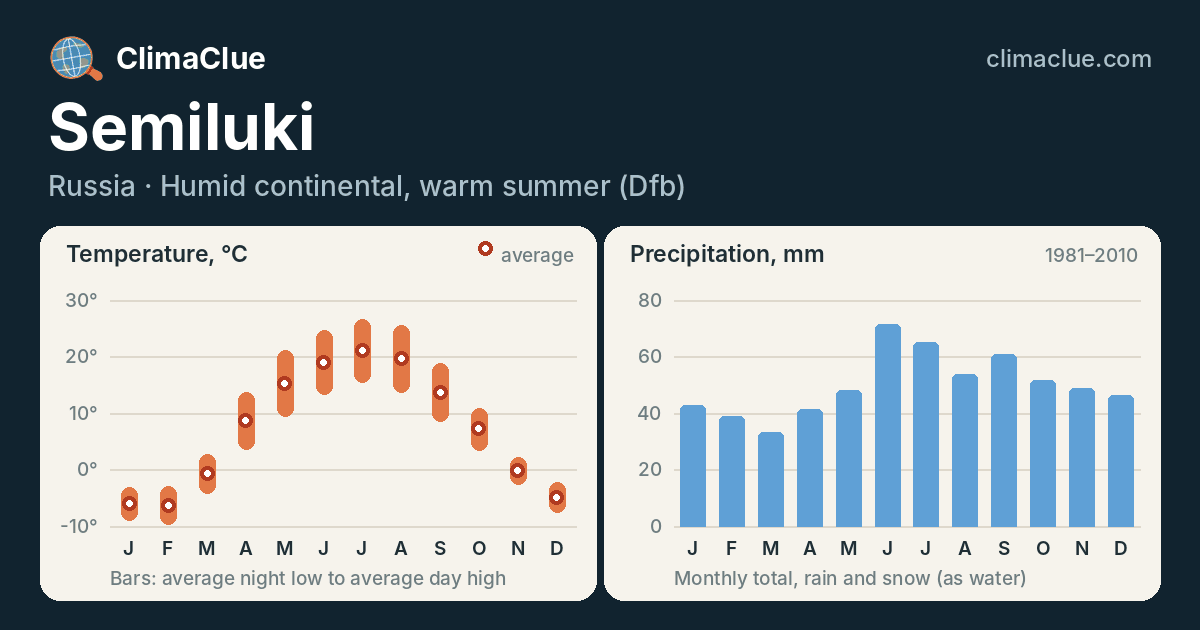 ClimaClue
climaclue.com
Semiluki
Russia · Humid continental, warm summer (Dfb)
Temperature, °C
average
30°
20°
10°
0°
-10°
J F M A M J J A S O N D
Bars: average night low to average day high
Precipitation, mm
1981–2010
80
60
40
20
0
J F M A M J J A S O N D
Monthly total, rain and snow (as water)